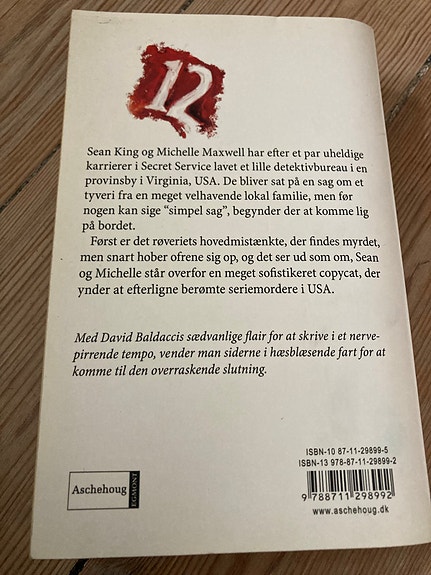 12
Sean King og Michelle Maxwell har efter et par uheldige
karrierer i Secret Service lavet et lille detektivbureau i en
provinsby i Virginia, USA. De bliver sat på en sag om et
tyveri fra en meget velhavende lokal familie, men før
nogen kan sige “simpel sag”, begynder der at komme lig
på bordet.
Først er det røveriets hovedmistænkte, der findes myrdet,
men snart hober ofrene sig op, og det ser ud som om, Sean
og Michelle står overfor en meget sofistikeret copycat, der
ynder at efterligne berømte seriemordere i USA.
Med David Baldaccis sædvanlige flair for at skrive i et nerve-
pirrende tempo, vender man siderne i hæsblæsende fart for at
komme til den overraskende slutning.
ISBN-10 87-11-29899-5
ISBN-13 978-87-11-29899-2
9 788711 298992
www.aschehoug.dk
Aschehoug
EGMONT